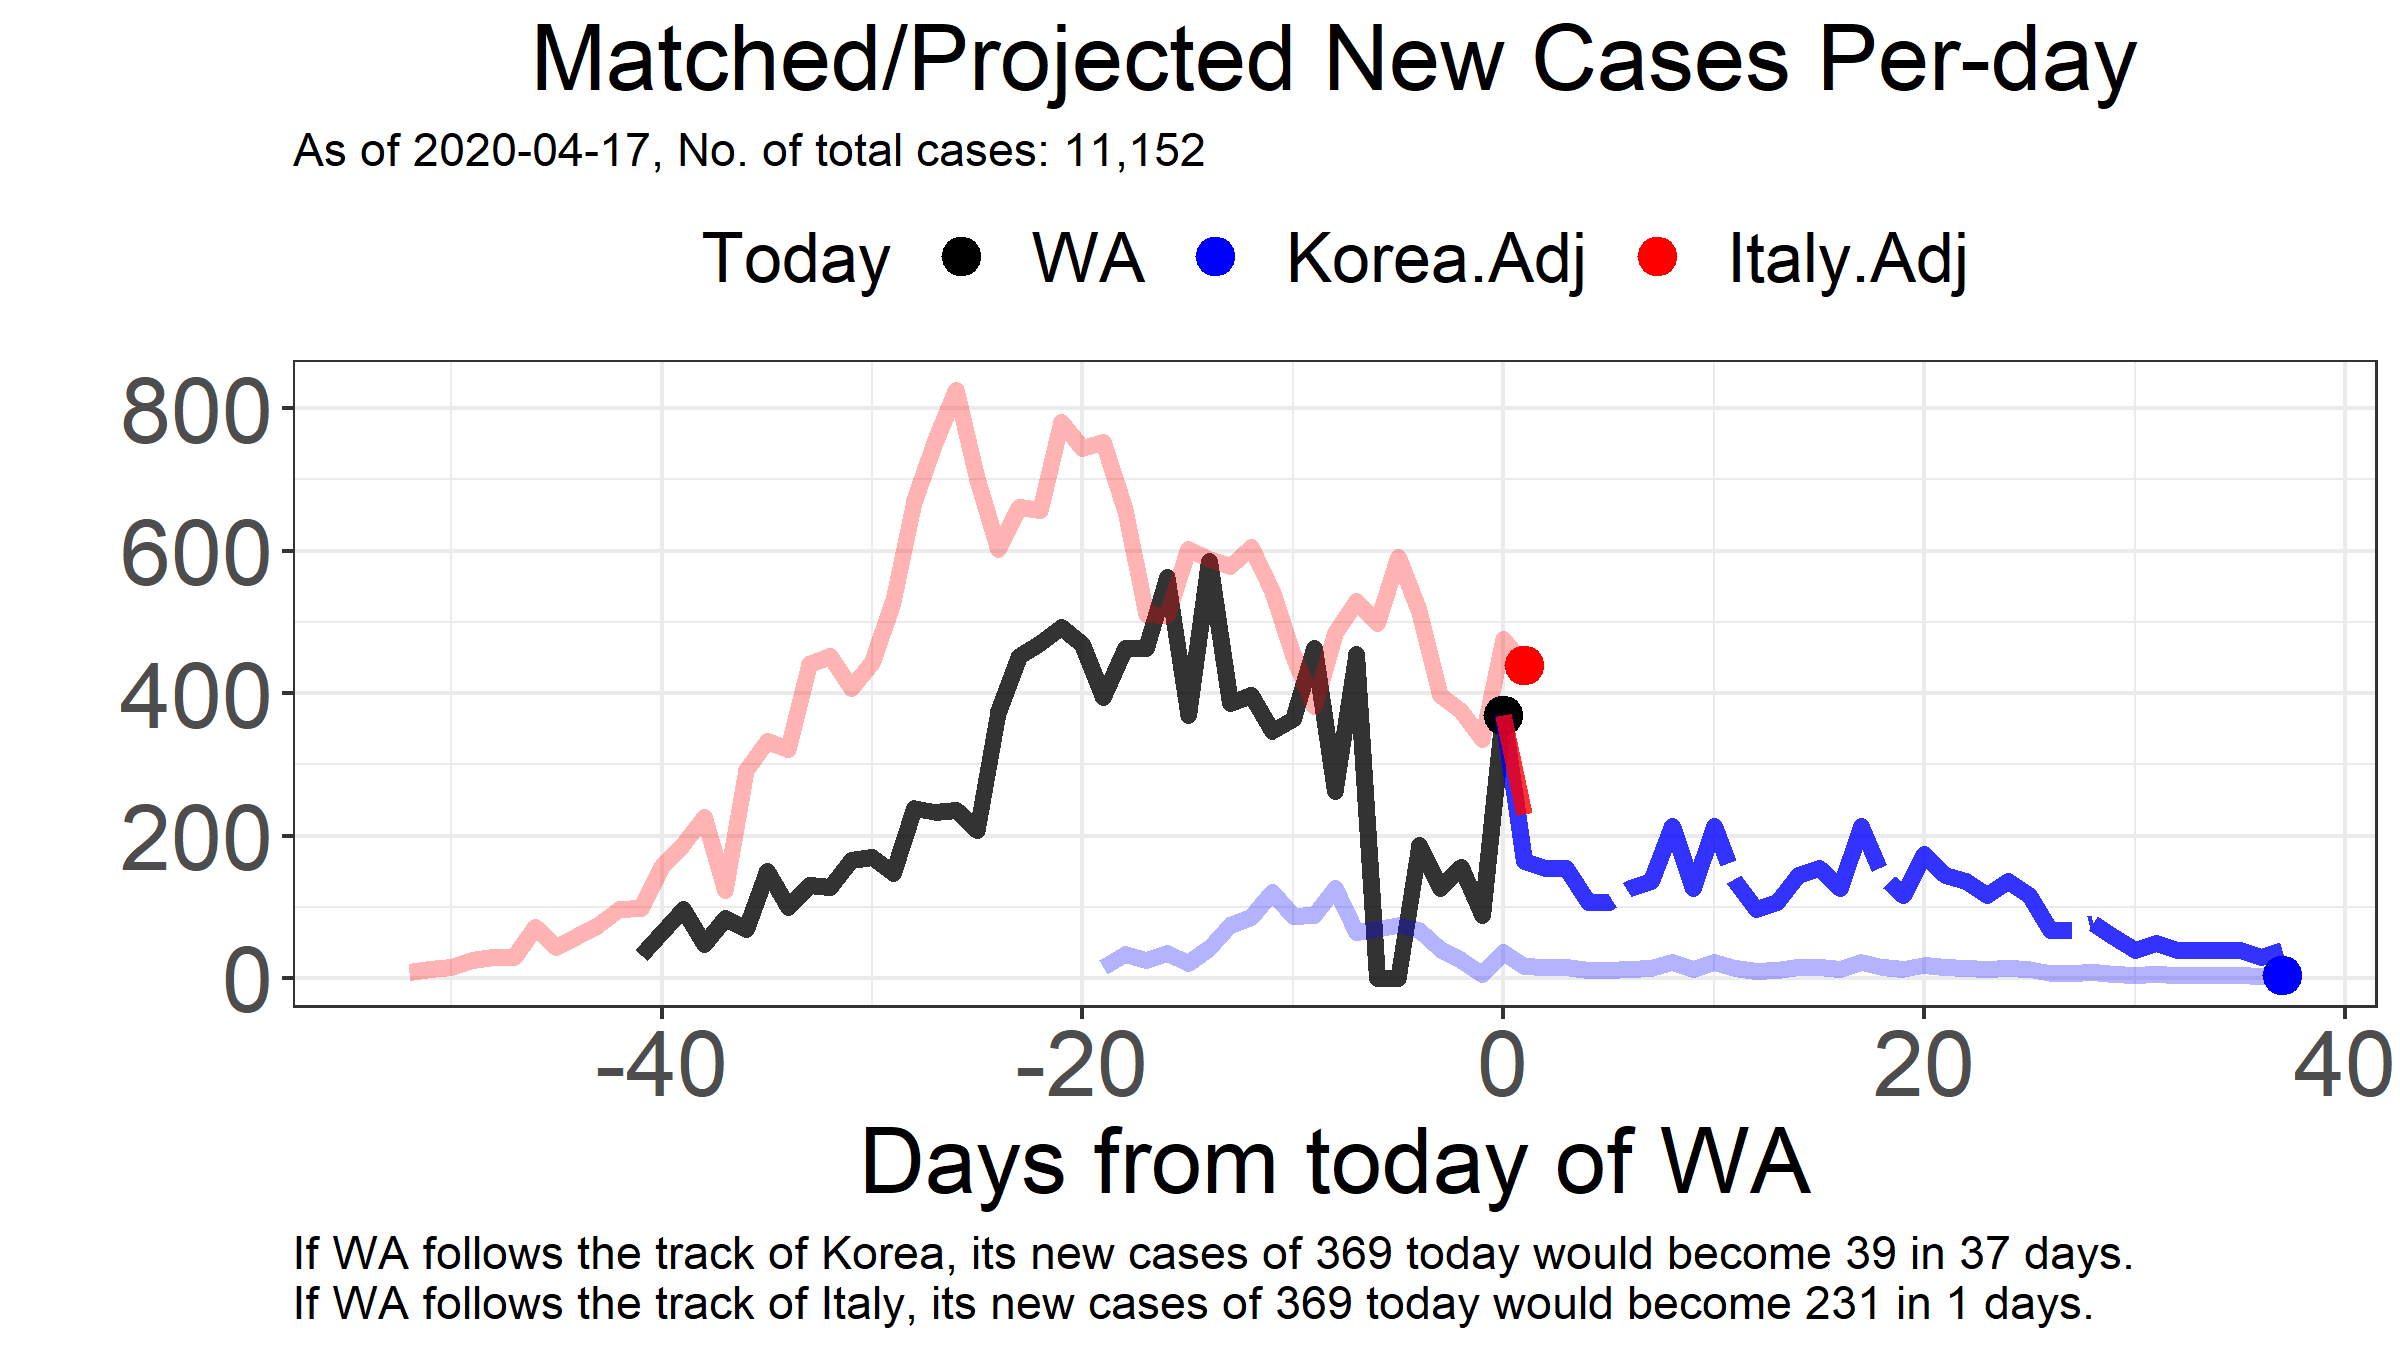 Matched/Projected New Cases Per-day
As of 2020-04-17, No. of total cases: 11,152
Today WA Korea.Adj Italy.Adj
800
600
400
200
0
-40 -20 0 20 40
Days from today of WA
If WA follows the track of Korea, its new cases of 369 today would become 39 in 37 days.
If WA follows the track of Italy, its new cases of 369 today would become 231 in 1 days.